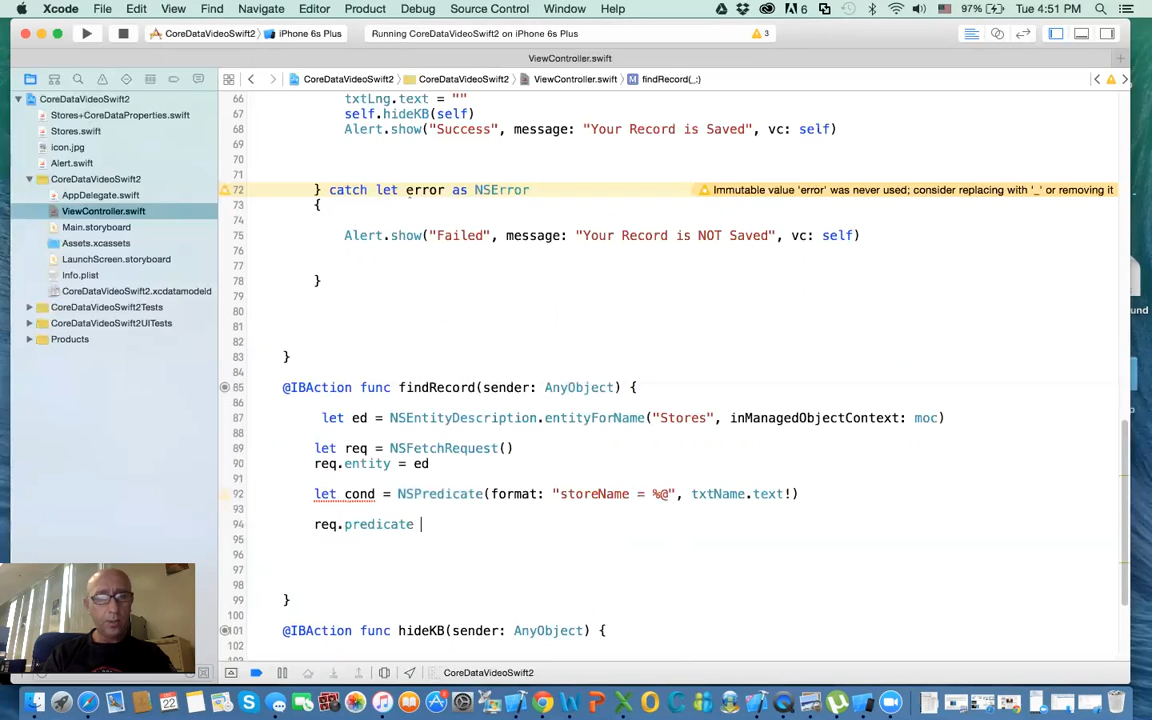 Xcode File Edit View Find Navigate Editor Product Debug Source Control Window Help 6 97% Tue 4:51 PM
CoreDataVideoSwift2 iPhone 6s Plus Running CoreDataVideoSwift2 on iPhone 6s Plus 3
ViewController.swift
CoreDataVideoSwift2 CoreDataVideoSwift2 ViewController.swift M findRecord(_:)
CoreDataVideoSwift2
Stores+CoreDataProperties.swift
Stores.swift
icon.jpg
Alert.swift
CoreDataVideoSwift2
AppDelegate.swift
ViewController.swift
Main.storyboard
Assets.xcassets
LaunchScreen.storyboard
Info.plist
CoreDataVideoSwift2.xcdatamodeld
CoreDataVideoSwift2Tests
CoreDataVideoSwift2UITests
Products
66 txtLng.text = ""
67 self.hideKB(self)
68 Alert.show("Success", message: "Your Record is Saved", vc: self)
69
70
71
72 } catch let error as NSError Immutable value 'error' was never used; consider replacing with '_' or removing it
73 {
74
75 Alert.show("Failed", message: "Your Record is NOT Saved", vc: self)
76
77
78 }
79
80
81
82
83 }
84
85 @IBAction func findRecord(sender: AnyObject) {
86
87 let ed = NSEntityDescription.entityForName("Stores", inManagedObjectContext: moc)
88
89 let req = NSFetchRequest()
90 req.entity = ed
91
92 let cond = NSPredicate(format: "storeName = %@", txtName.text!)
93
94 req.predicate
95
96
97
98
99 }
100
101 @IBAction func hideKB(sender: AnyObject) {
102
CoreDataVideoSwift2